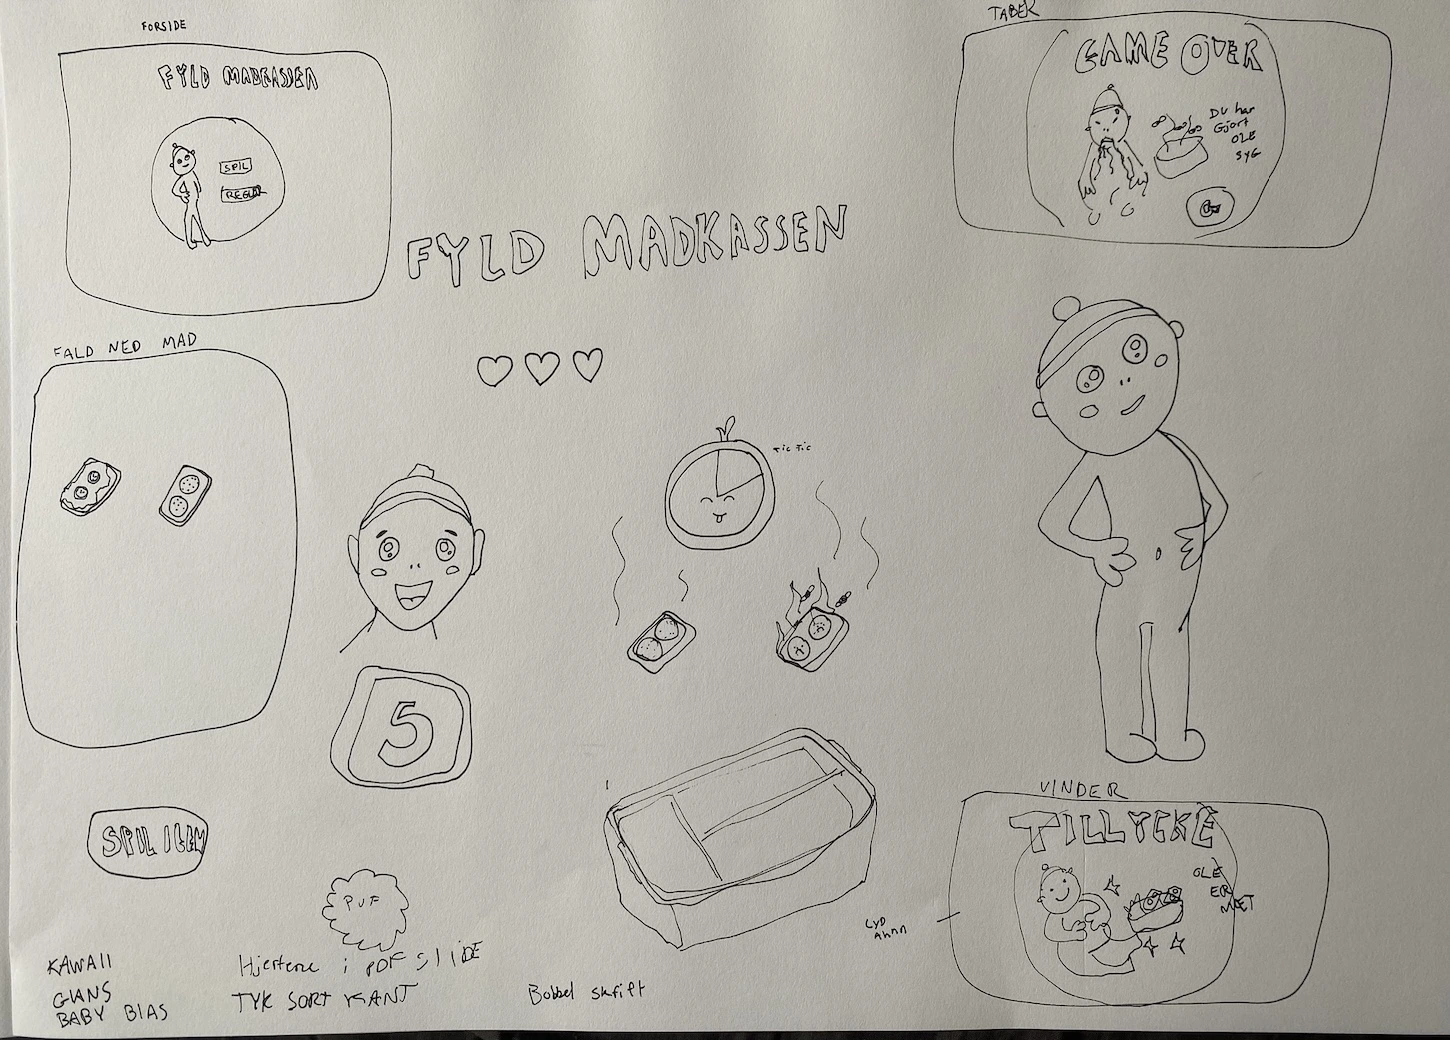 FORSIDE
FYLD MADKASSEN
SPIL
REGLER
TABER
GAME OVER
DU har
Gjort
OLE
syg
FYLD MADKASSEN
FALD NED MAD
Tic Tic
5
SPIL IGEN
PUF
VINDER
TILLYCKE
OLE
ER
MÆT
LYD
Ahhh
KAWAII
GLANS
BABY BIAS
Hjerterne i PDF Slide
TYK SORT KANT
Bobbel skrift